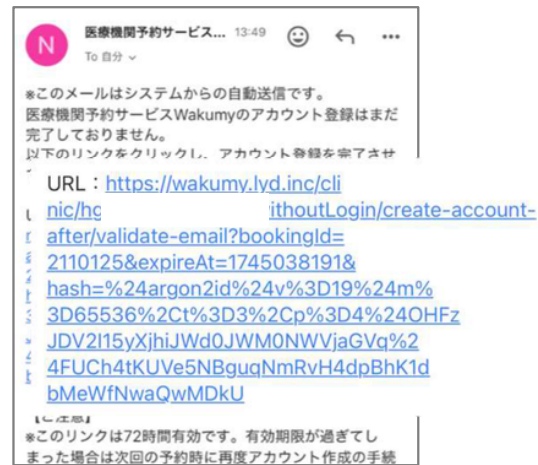 N
医療機関予約サービス... 13:49
To 自分
※このメールはシステムからの自動送信です。
医療機関予約サービスWakumyのアカウント登録はまだ
完了しておりません。
以下のリンクをクリックし、アカウント登録を完了させ
URL:https://wakumy.lyd.inc/cli
nic/hg ithoutLogin/create-account-
after/validate-email?bookingId=
2110125&expireAt=1745038191&
hash=%24argon2id%24v%3D19%24m%
3D65536%2Ct%3D3%2Cp%3D4%24OHFz
JDV2I15yXjhiJWd0JWM0NWVjaGVq%2
4FUCh4tKUVe5NBguqNmRvH4dpBhK1d
bMeWfNwaQwMDkU
【ご注意】
※このリンクは72時間有効です。有効期限が過ぎてし
まった場合は次回の予約時に再度アカウント作成の手続